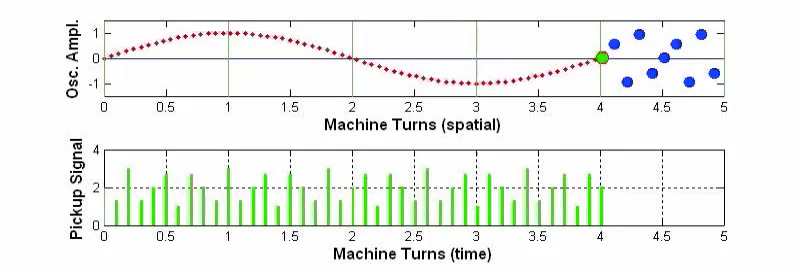 Osc. Ampl.
1
0
-1
0 0.5 1 1.5 2 2.5 3 3.5 4 4.5 5
Machine Turns (spatial)
Pickup Signal
4
2
0
0 0.5 1 1.5 2 2.5 3 3.5 4 4.5 5
Machine Turns (time)